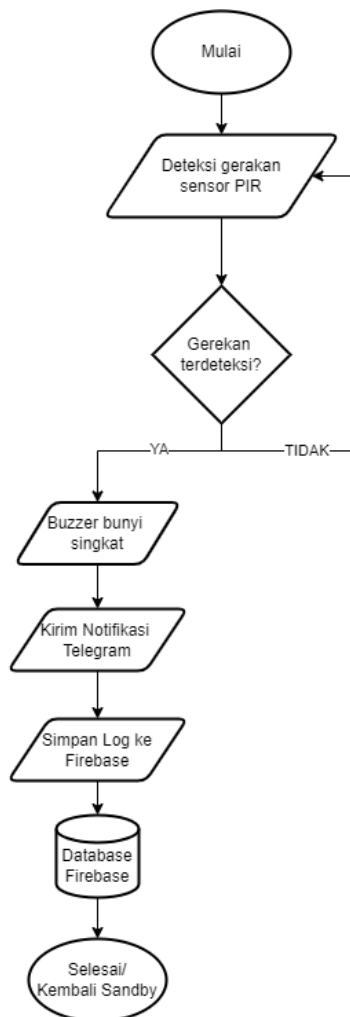 Mulai
Deteksi gerakan
sensor PIR
Gerekan
terdeteksi?
YA
TIDAK
Buzzer bunyi
singkat
Kirim Notifikasi
Telegram
Simpan Log ke
Firebase
Database
Firebase
Selesai/
Kembali Sandby